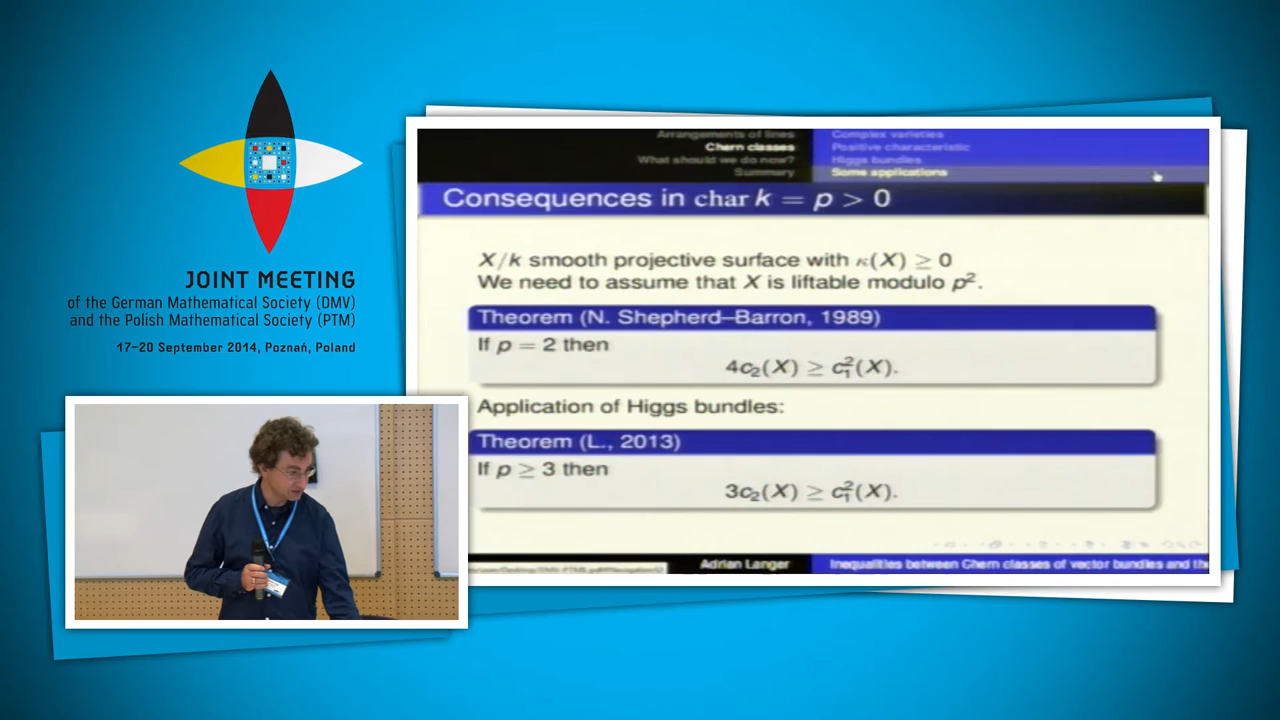 JOINT MEETING
of the German Mathematical Society (DMV)
and the Polish Mathematical Society (PTM)
17–20 September 2014, Poznań, Poland
Arrangements of lines
Chern classes
What should we do now?
Summary
Complex varieties
Positive characteristic
Higgs bundles
Some applications
Consequences in char k = p > 0
X/k smooth projective surface with κ(X) ≥ 0
We need to assume that X is liftable modulo p².
Theorem (N. Shepherd–Barron, 1989)
If p = 2 then
4c₂(X) ≥ c₁²(X).
Application of Higgs bundles:
Theorem (L., 2013)
If p ≥ 3 then
3c₂(X) ≥ c₁²(X).
Adrian Langer
Inequalities between Chern classes of vector bundles and